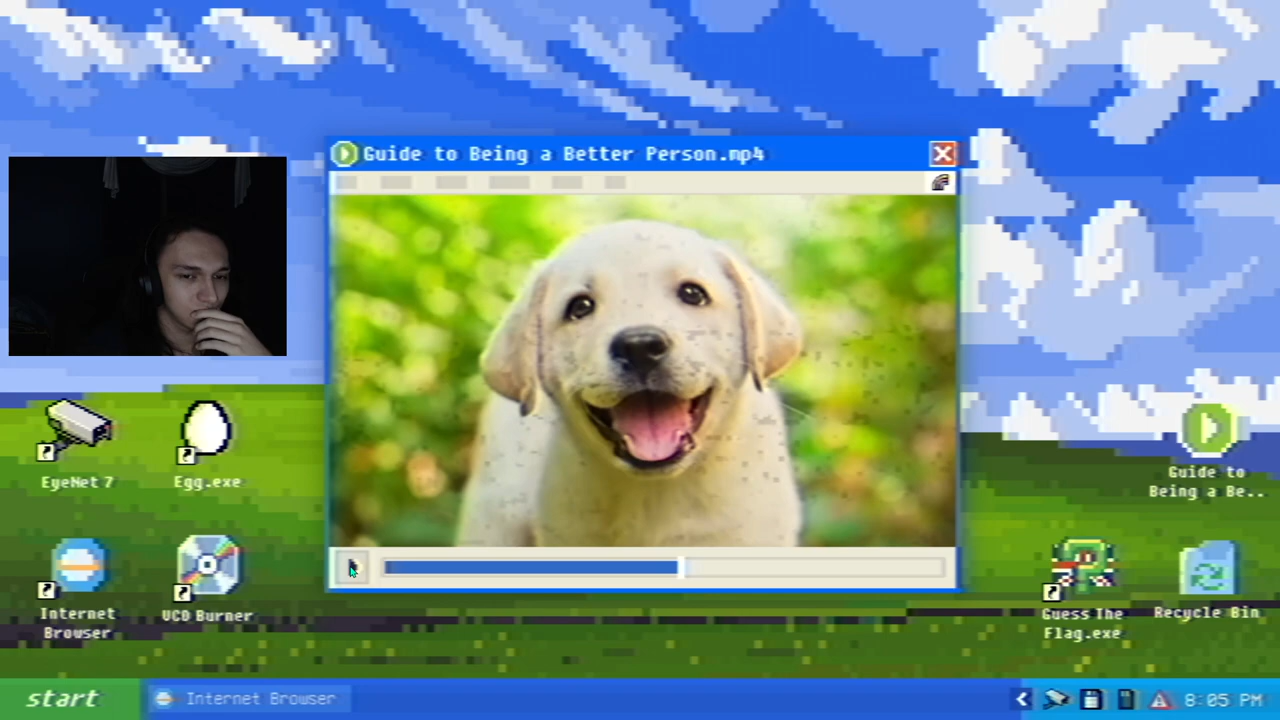 Guide to Being a Better Person.mp4
EyeNet 7
Egg.exe
Guide to
Being a Be..
Internet
Browser
VCD Burner
Guess The
Flag.exe
Recycle Bin
start
Internet Browser
8:05 PM